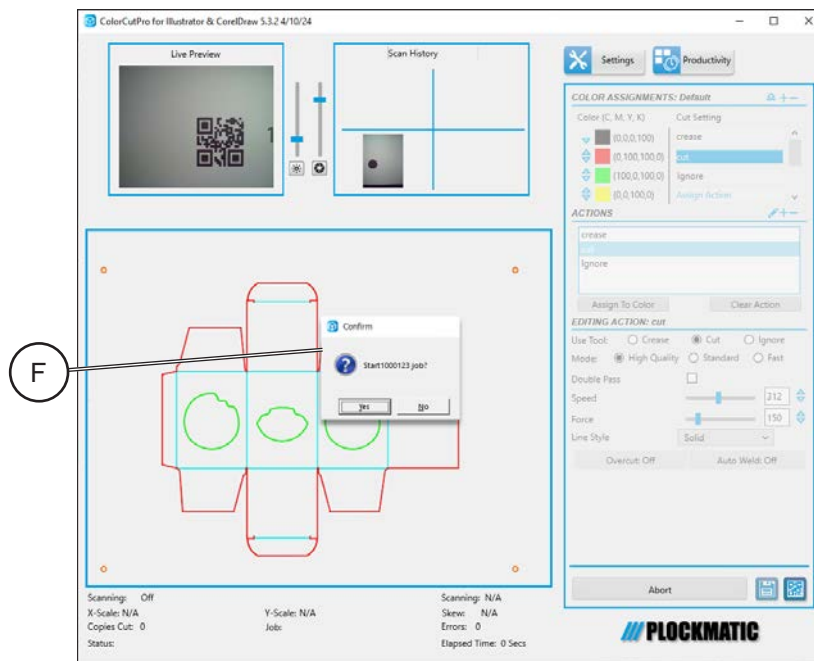 ColorCutPro for Illustrator & CorelDraw 5.3.2 4/10/24
Live Preview
Scan History
Settings
Productivity
1
COLOR ASSIGNMENTS: Default
Color (C, M, Y, K) Cut Setting
(0,0,0,100) crease
(0,100,100,0) cut
(100,0,100,0) Ignore
(0,0,100,0) Assign Action
ACTIONS
crease
cut
Ignore
Assign To Color Clear Action
EDITING ACTION: cut
Use Tool: Crease Cut Ignore
Mode: High Quality Standard Fast
Double Pass
Speed 212
Force 150
Line Style Solid
Overcut: Off Auto Weld: Off
Abort
F
Confirm
Start1000123 job?
Yes No
Scanning: Off Scanning: N/A
X-Scale: N/A Y-Scale: N/A Skew: N/A
Copies Cut: 0 Job: Errors: 0
Status: Elapsed Time: 0 Secs
PLOCKMATIC